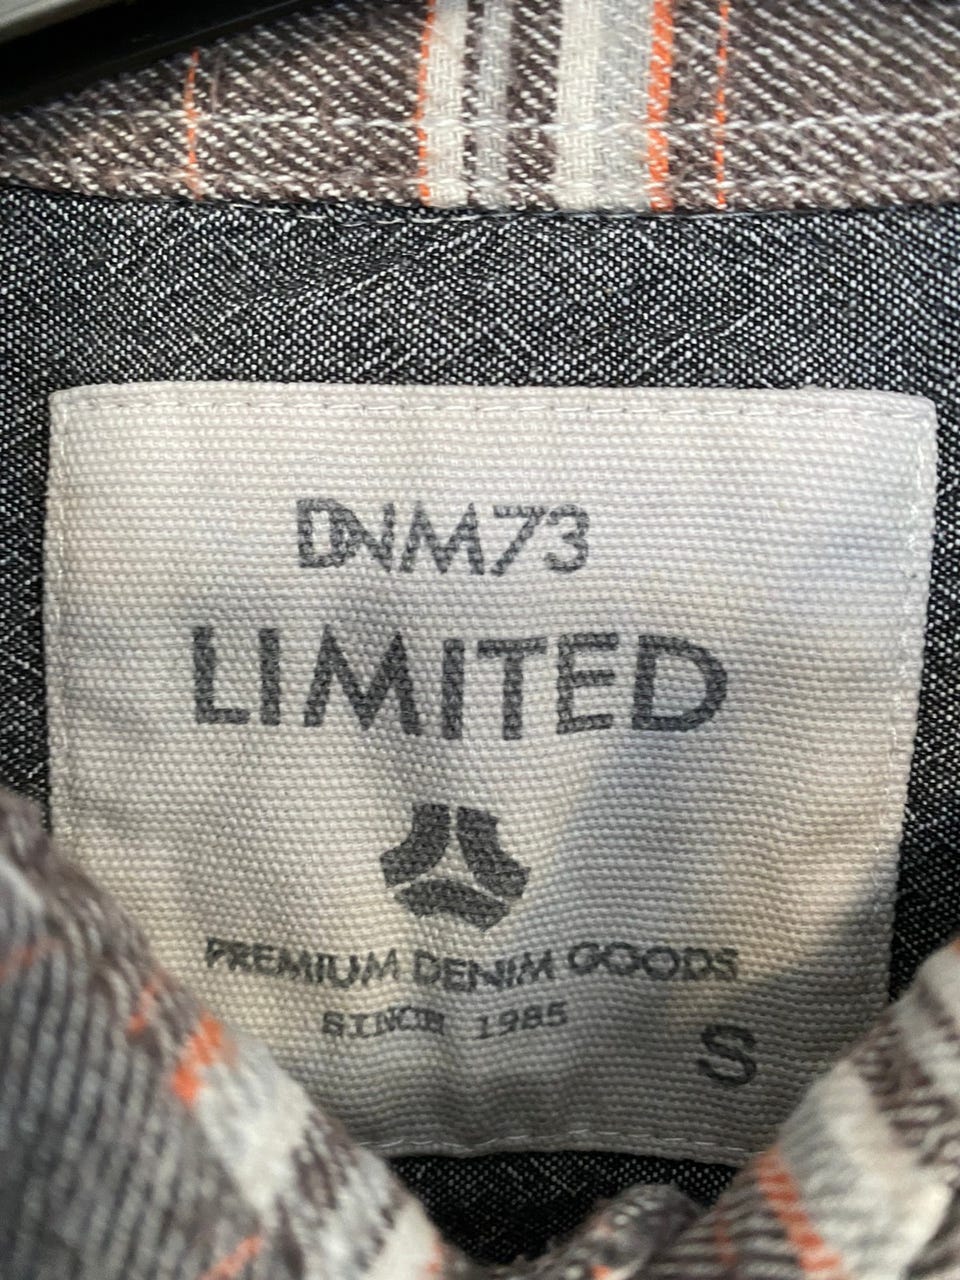 DNM73
LIMITED
PREMIUM DENIM GOODS
SINCE 1985
S